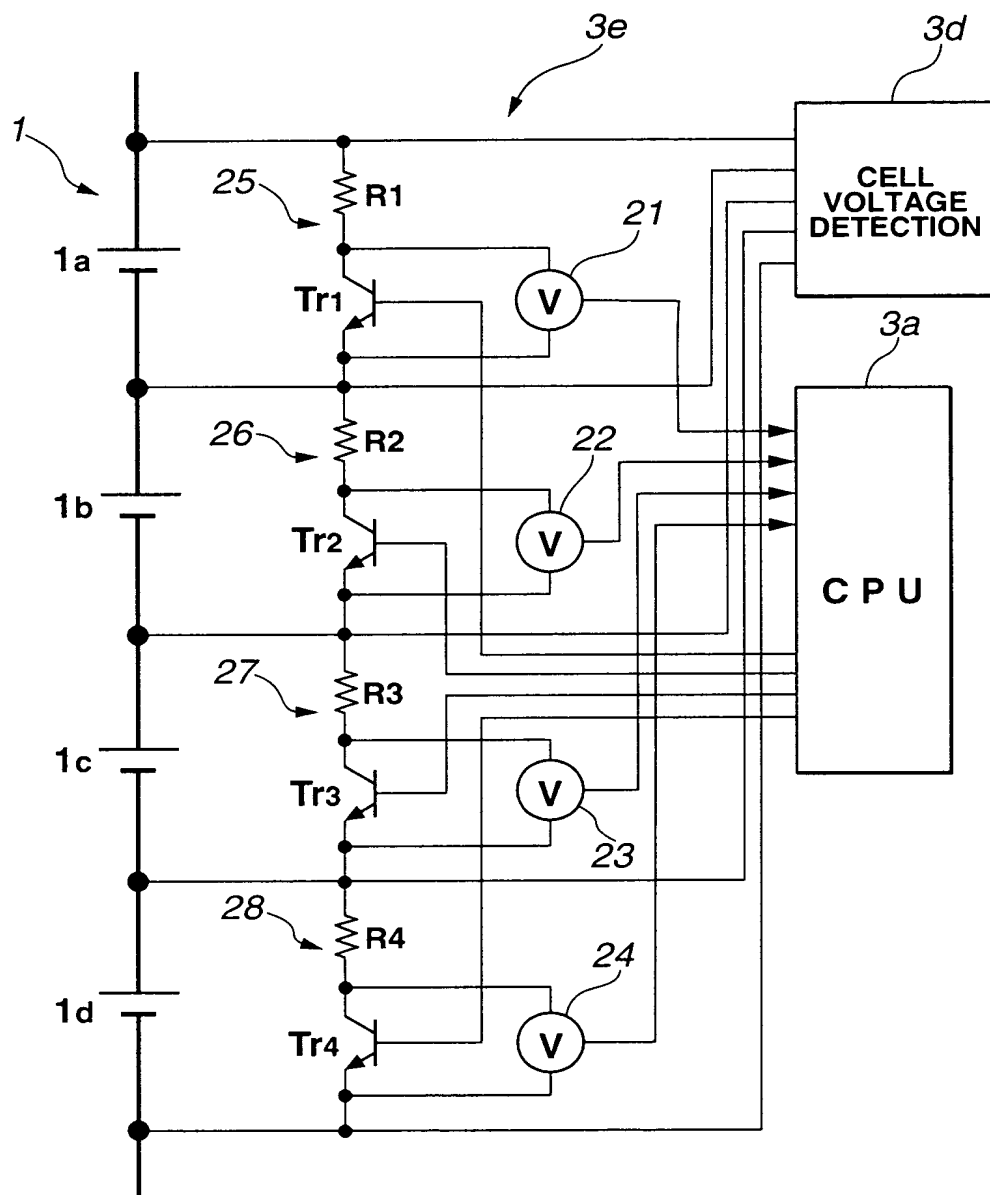 3e
3d
1
CELL
VOLTAGE
DETECTION
25
R1
21
1a
Tr1
V
3a
26
R2
22
1b
Tr2
V
CPU
27
R3
1c
Tr3
V
23
28
R4
24
1d
Tr4
V